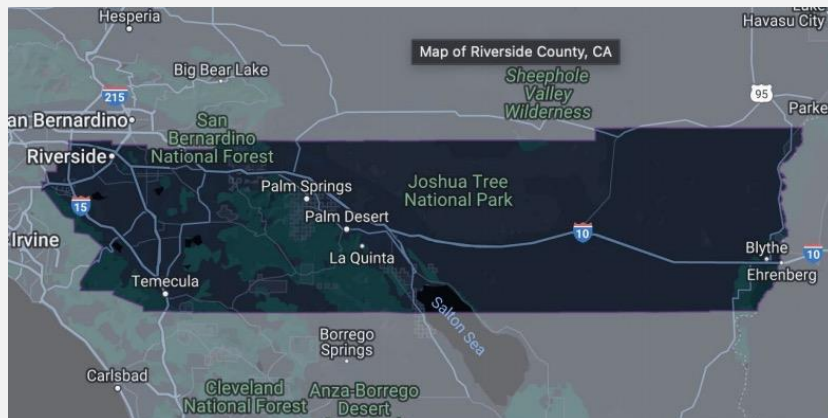 Hesperia
Lake
Havasu City
Map of Riverside County, CA
Big Bear Lake
Sheephole
Valley
Wilderness
215
95
an Bernardino
Parke
San
Bernardino
National Forest
Riverside
Palm Springs
Joshua Tree
National Park
15
Palm Desert
Irvine
10
La Quinta
Blythe
10
Ehrenberg
Temecula
Salton Sea
Borrego
Springs
Carlsbad
Cleveland
National Forest
Anza-Borrego
Desert